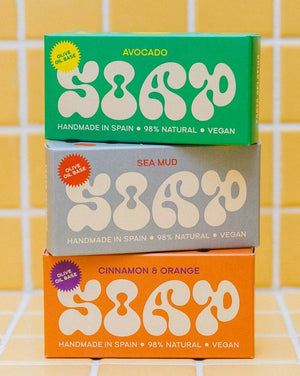 AVOCADO
OLIVE
OIL BASE
SOAP
HANDMADE IN SPAIN • 98% NATURAL • VEGAN
SEA MUD
OLIVE
OIL BASE
SOAP
HANDMADE IN SPAIN • 98% NATURAL • VEGAN
CINNAMON & ORANGE
OLIVE
OIL BASE
SOAP
HANDMADE IN SPAIN • 98% NATURAL • VEGAN